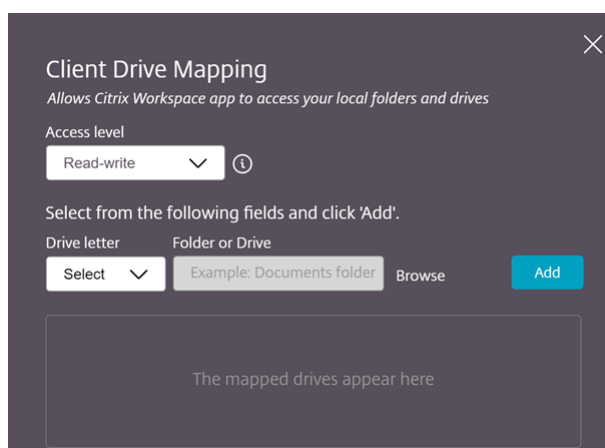 Client Drive Mapping
Allows Citrix Workspace app to access your local folders and drives
Access level
Read-write
Select from the following fields and click 'Add'.
Drive letter Folder or Drive
Select Example: Documents folder Browse Add
The mapped drives appear here